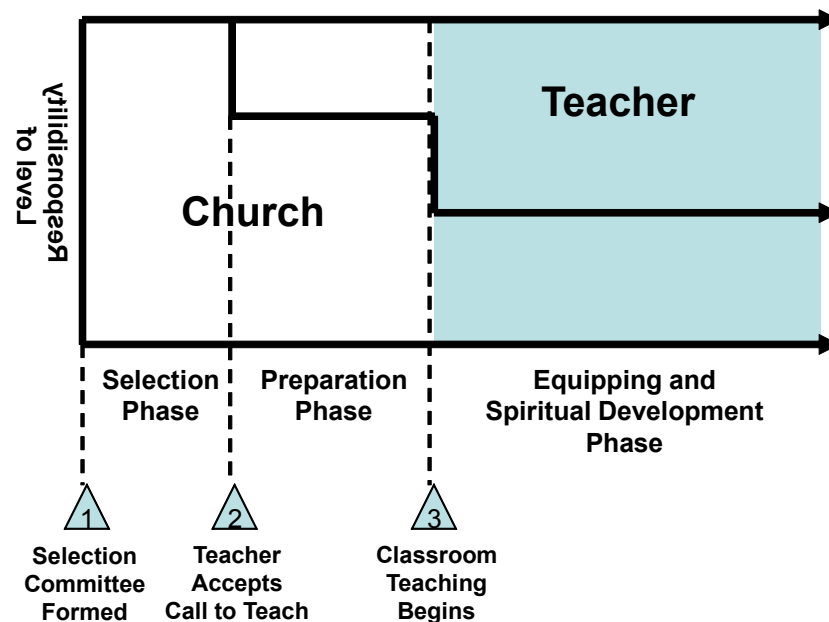 Level of
Responsibility
Teacher
Church
Selection
Phase
Preparation
Phase
Equipping and
Spiritual Development
Phase
1
2
3
Selection
Committee
Formed
Teacher
Accepts
Call to Teach
Classroom
Teaching
Begins